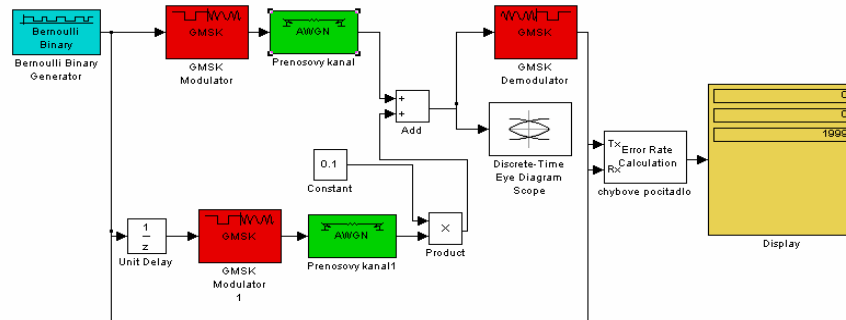 Bernoulli
Binary
Bernoulli Binary
Generator
GMSK
GMSK
Modulator
AWGN
Prenosovy kanal
GMSK
GMSK
Demodulator
+
+
Add
Discrete-Time
Eye Diagram
Scope
0.1
Constant
Tx
Rx
Error Rate
Calculation
chybove pocitadlo
0
0
1999
Display
1
z
Unit Delay
GMSK
GMSK
Modulator
1
AWGN
Prenosovy kanal1
×
Product